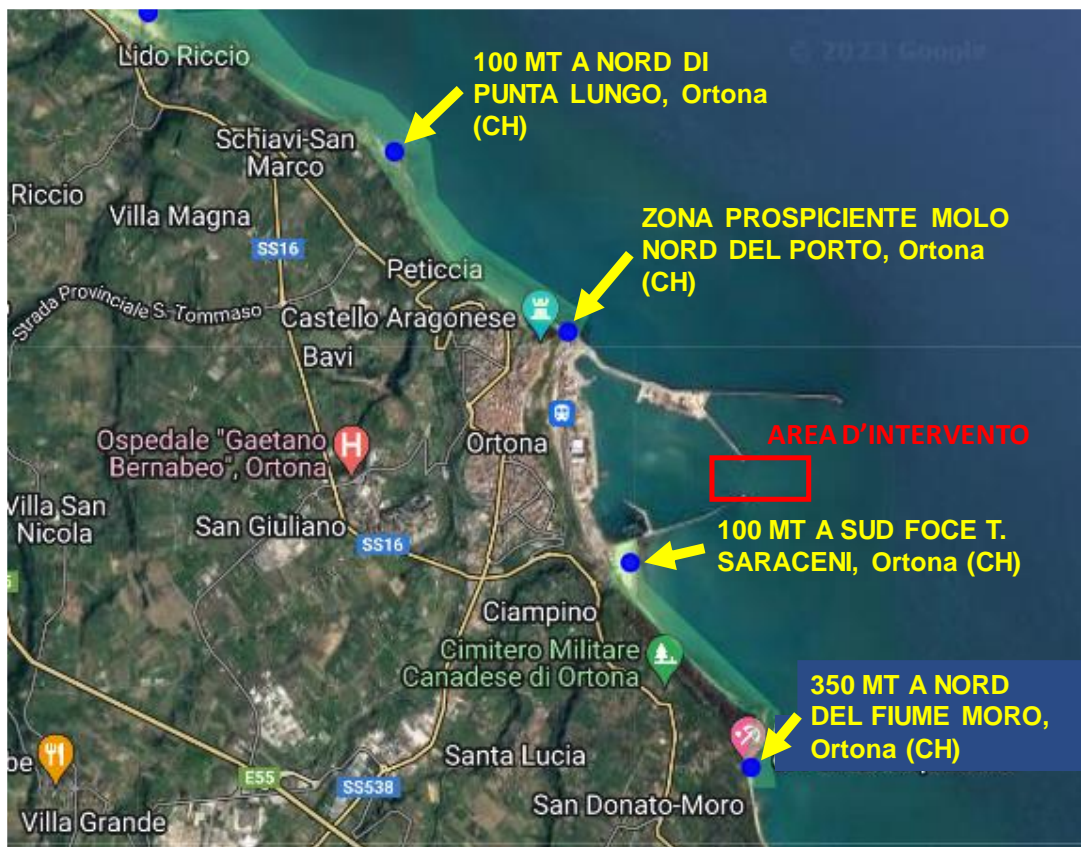 © 2023 Google
Lido Riccio
100 MT A NORD DI
PUNTA LUNGO, Ortona
(CH)
Schiavi-San
Marco
Riccio
Villa Magna
SS16
ZONA PROSPICIENTE MOLO
NORD DEL PORTO, Ortona
(CH)
Peticcia
Strada Provinciale S. Tommaso
Castello Aragonese
Bavi
AREA D'INTERVENTO
Ospedale "Gaetano
Bernabeo", Ortona
H
Ortona
Villa San
Nicola
San Giuliano
SS16
100 MT A SUD FOCE T.
SARACENI, Ortona (CH)
Ciampino
Cimitero Militare
Canadese di Ortona
350 MT A NORD
DEL FIUME MORO,
Ortona (CH)
be
Santa Lucia
E55
SS538
San Donato-Moro
Villa Grande